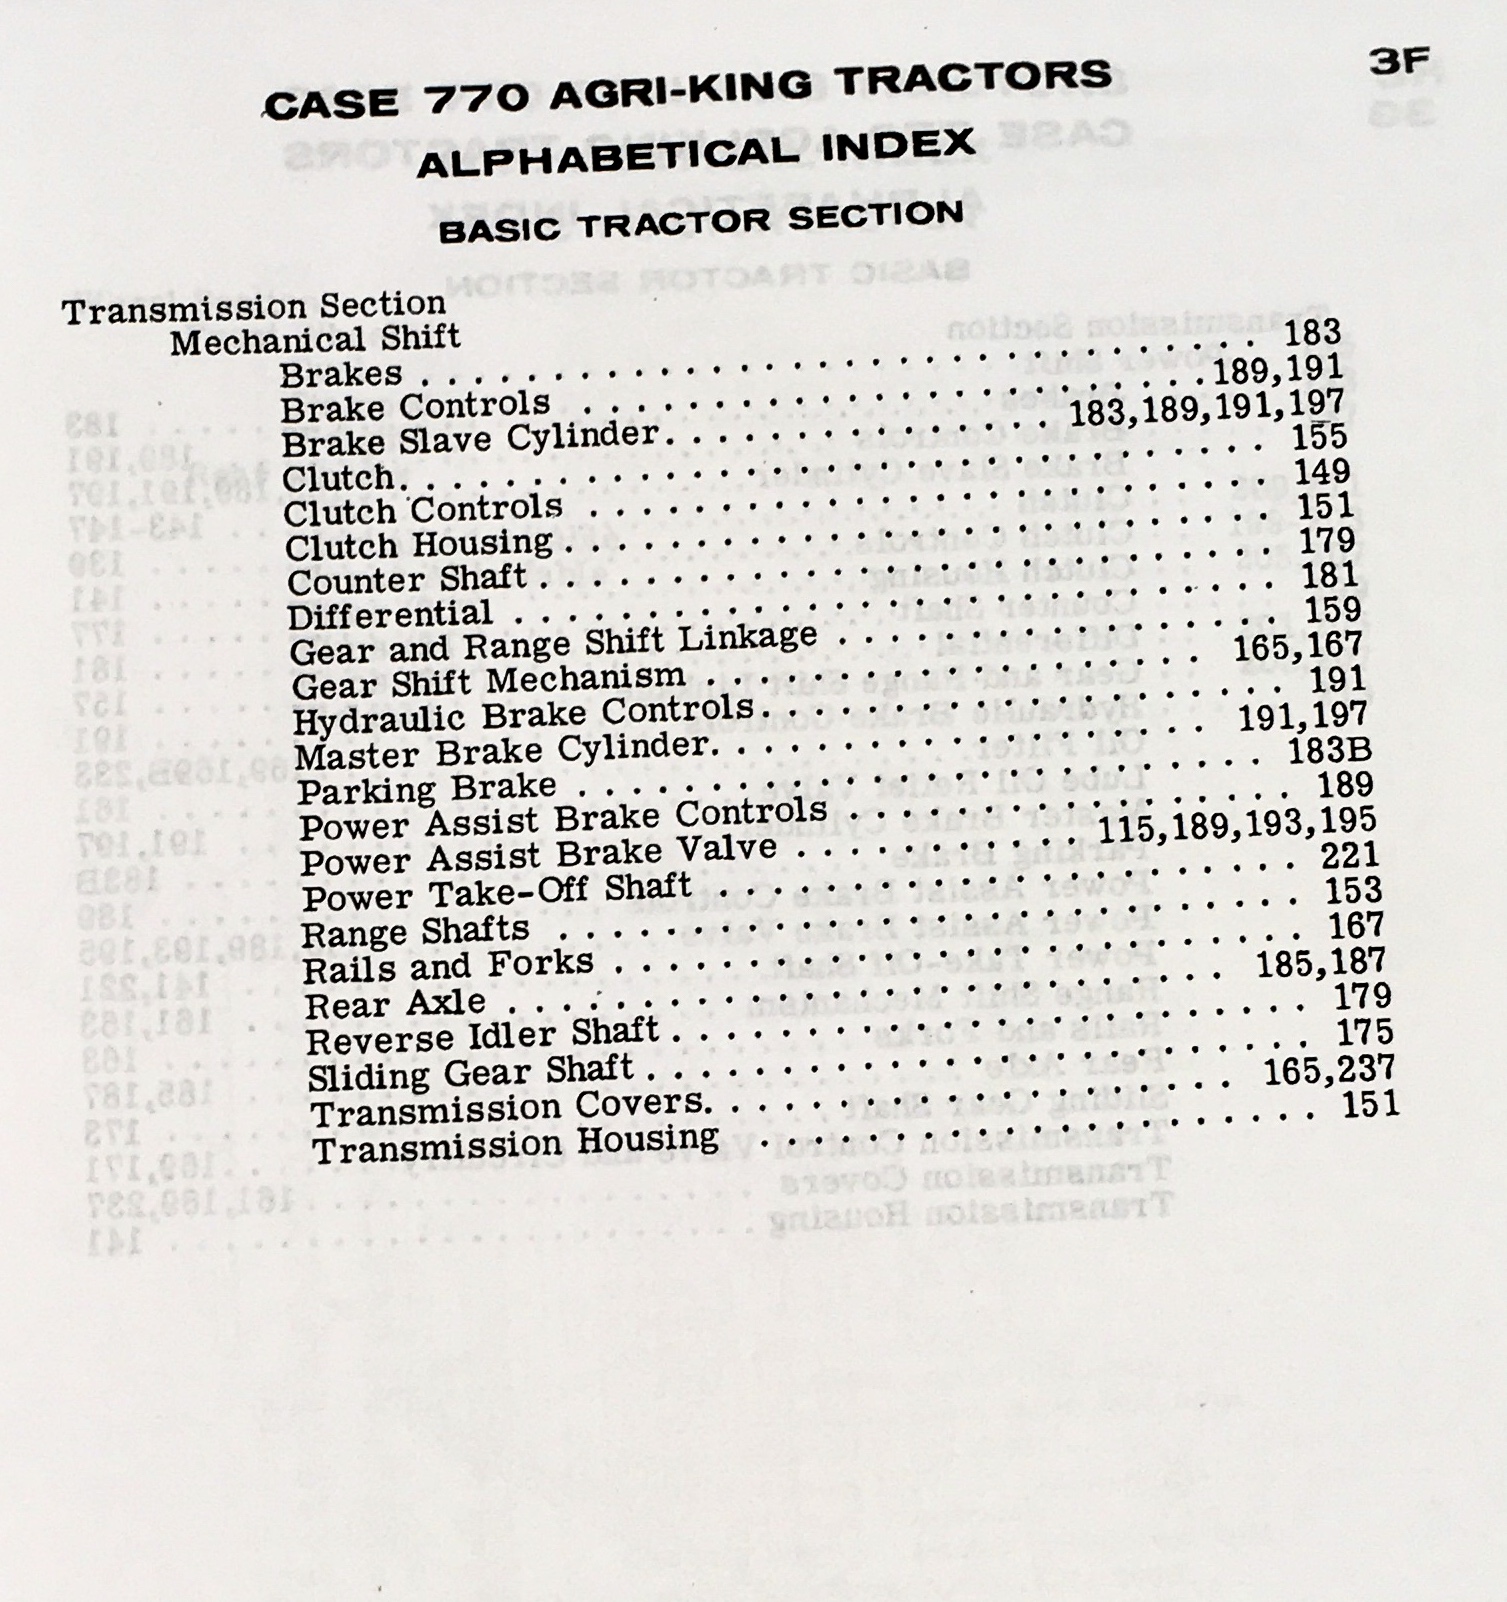 3F
CASE 770 AGRI-KING TRACTORS
ALPHABETICAL INDEX
BASIC TRACTOR SECTION
Transmission Section
Mechanical Shift
Brakes . . . . . . . . . . . . . . . . . . . . . . . . . . . . . . . . 183
Brake Controls . . . . . . . . . . . . . . . . . . . . . . . . 189,191
Brake Slave Cylinder. . . . . . . . . . . . . . . 183,189,191,197
Clutch. . . . . . . . . . . . . . . . . . . . . . . . . . . . . . . . 155
Clutch Controls . . . . . . . . . . . . . . . . . . . . . . . . . . 149
Clutch Housing . . . . . . . . . . . . . . . . . . . . . . . . . . . 151
Counter Shaft . . . . . . . . . . . . . . . . . . . . . . . . . . . . 179
Differential . . . . . . . . . . . . . . . . . . . . . . . . . . . . . 181
Gear and Range Shift Linkage . . . . . . . . . . . . . . . . . 159
Gear Shift Mechanism . . . . . . . . . . . . . . . . . . . 165,167
Hydraulic Brake Controls. . . . . . . . . . . . . . . . . . . . 191
Master Brake Cylinder. . . . . . . . . . . . . . . . . . . 191,197
Parking Brake . . . . . . . . . . . . . . . . . . . . . . . . . . 183B
Power Assist Brake Controls . . . . . . . . . . . . . . . . . 189
Power Assist Brake Valve . . . . . . . . . . . 115,189,193,195
Power Take-Off Shaft . . . . . . . . . . . . . . . . . . . . . . 221
Range Shafts . . . . . . . . . . . . . . . . . . . . . . . . . . . . 153
Rails and Forks . . . . . . . . . . . . . . . . . . . . . . . . . . 167
Rear Axle . . . . . . . . . . . . . . . . . . . . . . . . . . . 185,187
Reverse Idler Shaft . . . . . . . . . . . . . . . . . . . . . . . . 179
Sliding Gear Shaft . . . . . . . . . . . . . . . . . . . . . . . . . 175
Transmission Covers. . . . . . . . . . . . . . . . . . . . 165,237
Transmission Housing . . . . . . . . . . . . . . . . . . . . . 151